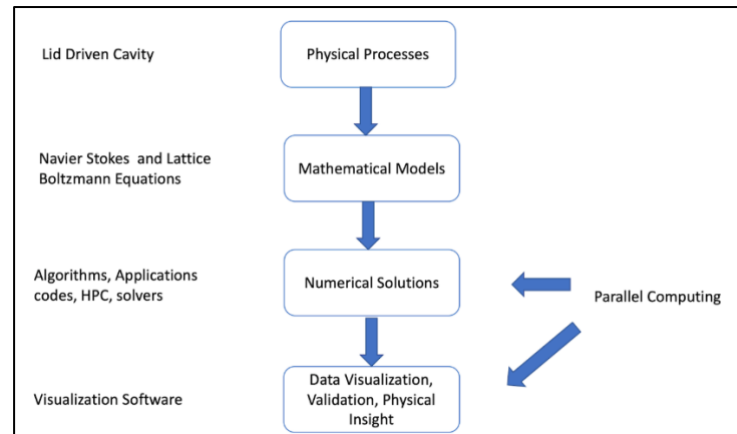 Lid Driven Cavity
Physical Processes
Navier Stokes and Lattice
Boltzmann Equations
Mathematical Models
Algorithms, Applications
codes, HPC, solvers
Numerical Solutions
Parallel Computing
Visualization Software
Data Visualization,
Validation, Physical
Insight